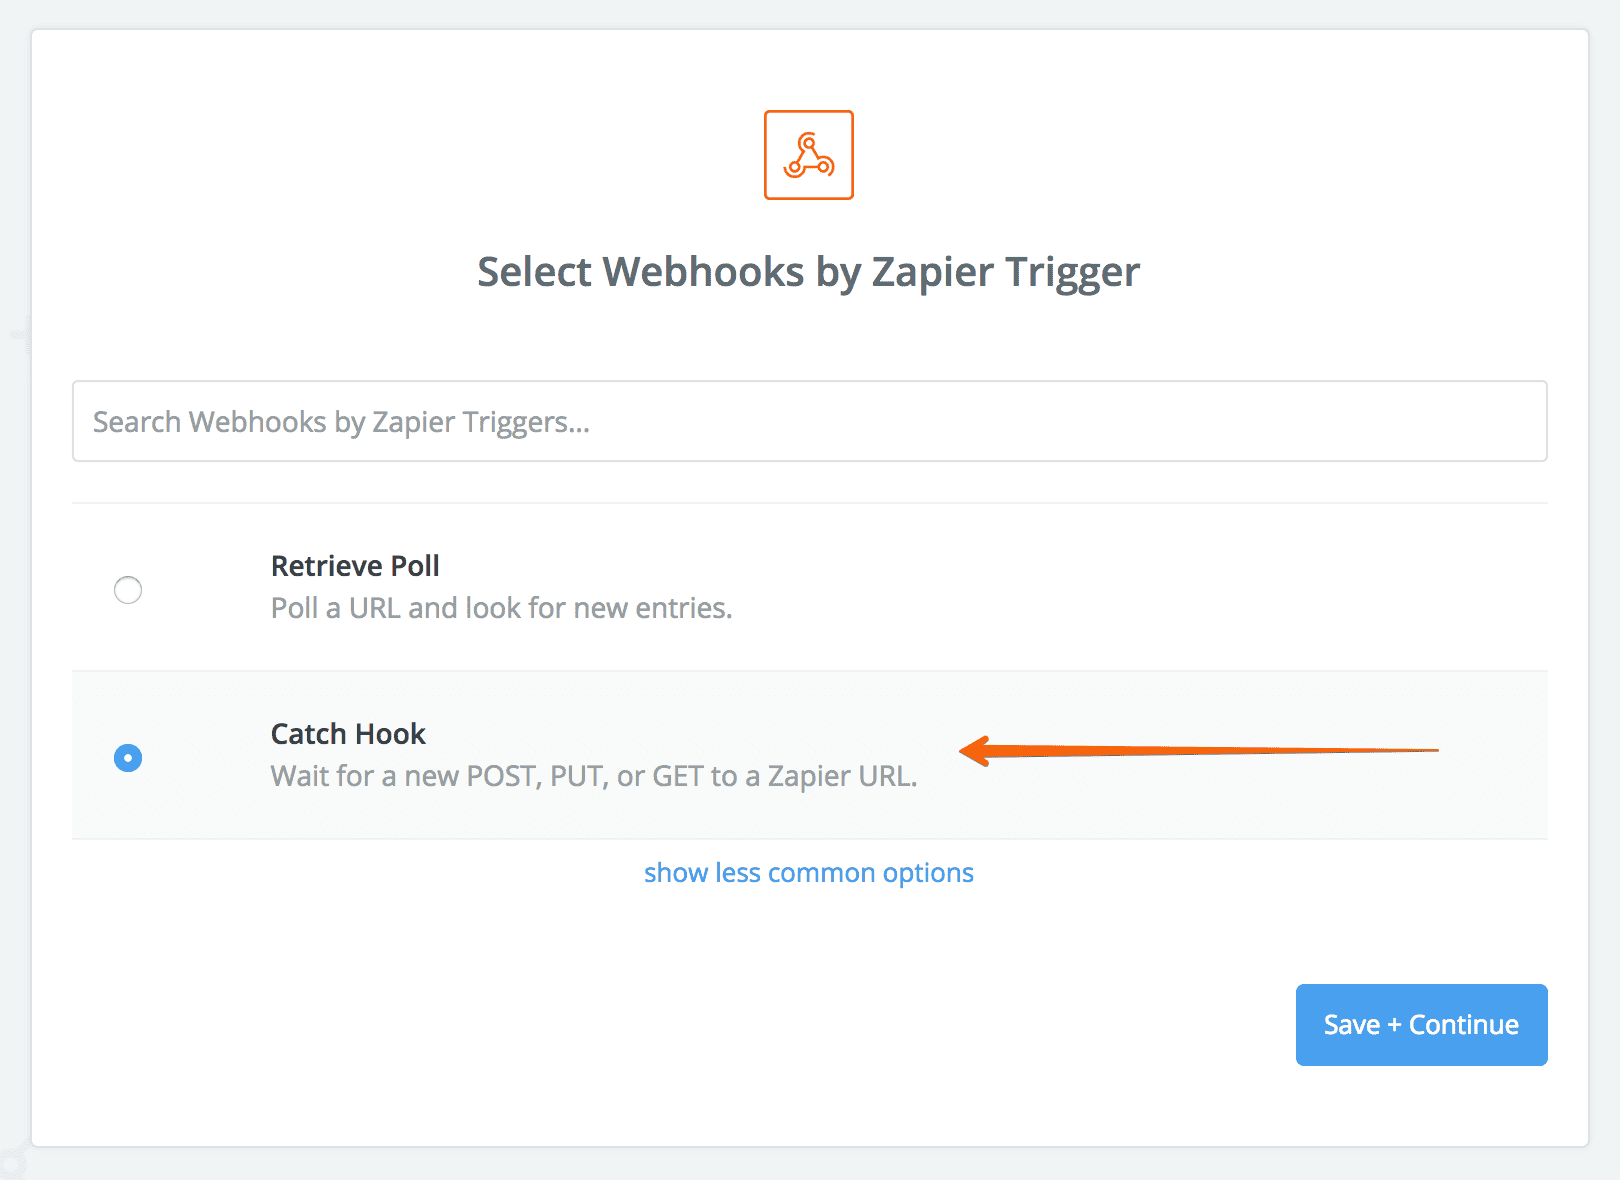 Select Webhooks by Zapier Trigger
Search Webhooks by Zapier Triggers...
Retrieve Poll
Poll a URL and look for new entries.
Catch Hook
Wait for a new POST, PUT, or GET to a Zapier URL.
show less common options
Save + Continue